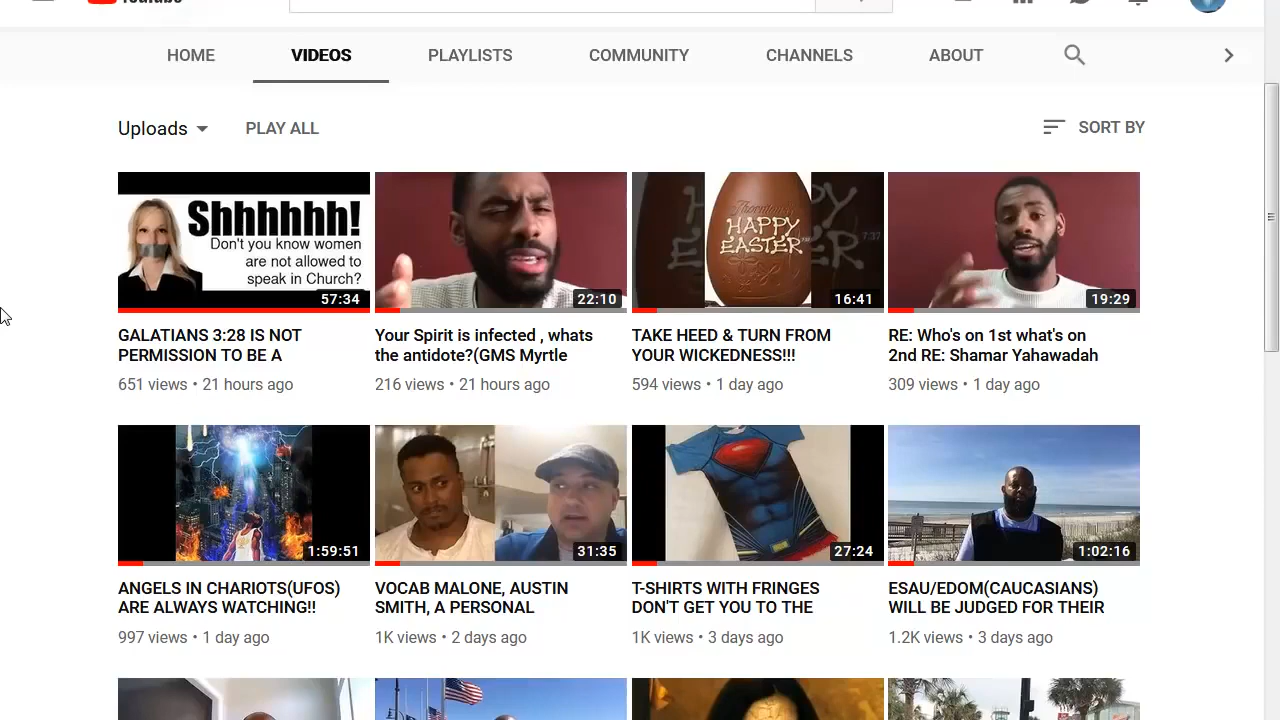 YouTube
HOME VIDEOS PLAYLISTS COMMUNITY CHANNELS ABOUT
Uploads PLAY ALL SORT BY
Shhhhhh!
Don't you know women
are not allowed to
speak in Church?
57:34
22:10
Thorntons
HAPPY
EASTER
7:37
16:41
19:29
GALATIANS 3:28 IS NOT
PERMISSION TO BE A
651 views • 21 hours ago
Your Spirit is infected , whats
the antidote?(GMS Myrtle
216 views • 21 hours ago
TAKE HEED & TURN FROM
YOUR WICKEDNESS!!!
594 views • 1 day ago
RE: Who's on 1st what's on
2nd RE: Shamar Yahawadah
309 views • 1 day ago
1:59:51
31:35
27:24
1:02:16
ANGELS IN CHARIOTS(UFOS)
ARE ALWAYS WATCHING!!
997 views • 1 day ago
VOCAB MALONE, AUSTIN
SMITH, A PERSONAL
1K views • 2 days ago
T-SHIRTS WITH FRINGES
DON'T GET YOU TO THE
1K views • 3 days ago
ESAU/EDOM(CAUCASIANS)
WILL BE JUDGED FOR THEIR
1.2K views • 3 days ago